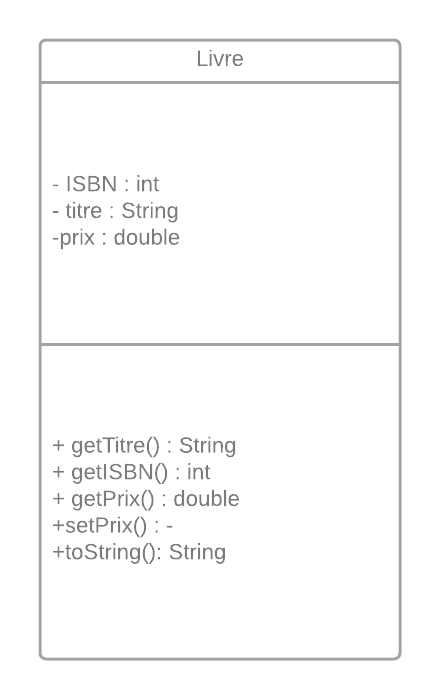 Livre
- ISBN : int
- titre : String
-prix : double
+ getTitre() : String
+ getISBN() : int
+ getPrix() : double
+setPrix() : -
+toString(): String